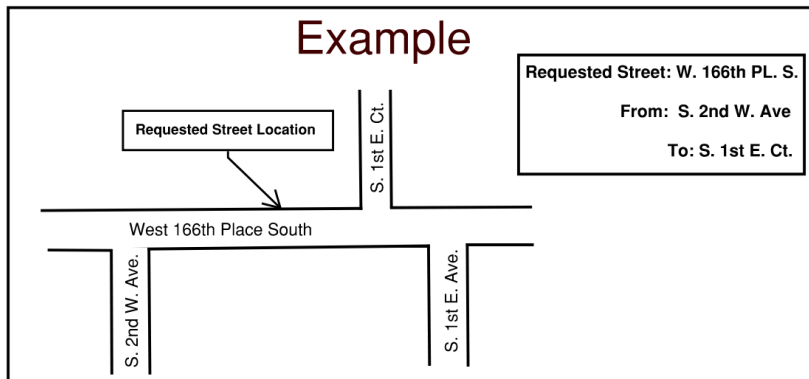 Example
Requested Street: W. 166th PL. S.
From: S. 2nd W. Ave
To: S. 1st E. Ct.
Requested Street Location
S. 1st E. Ct.
West 166th Place South
S. 2nd W. Ave.
S. 1st E. Ave.